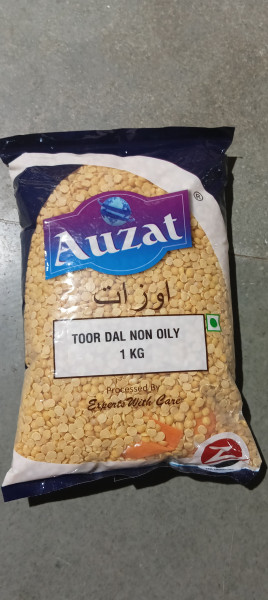 Auzat
®
اوزات
TOOR DAL NON OILY
1 KG
Processed By
Experts With Care
Z